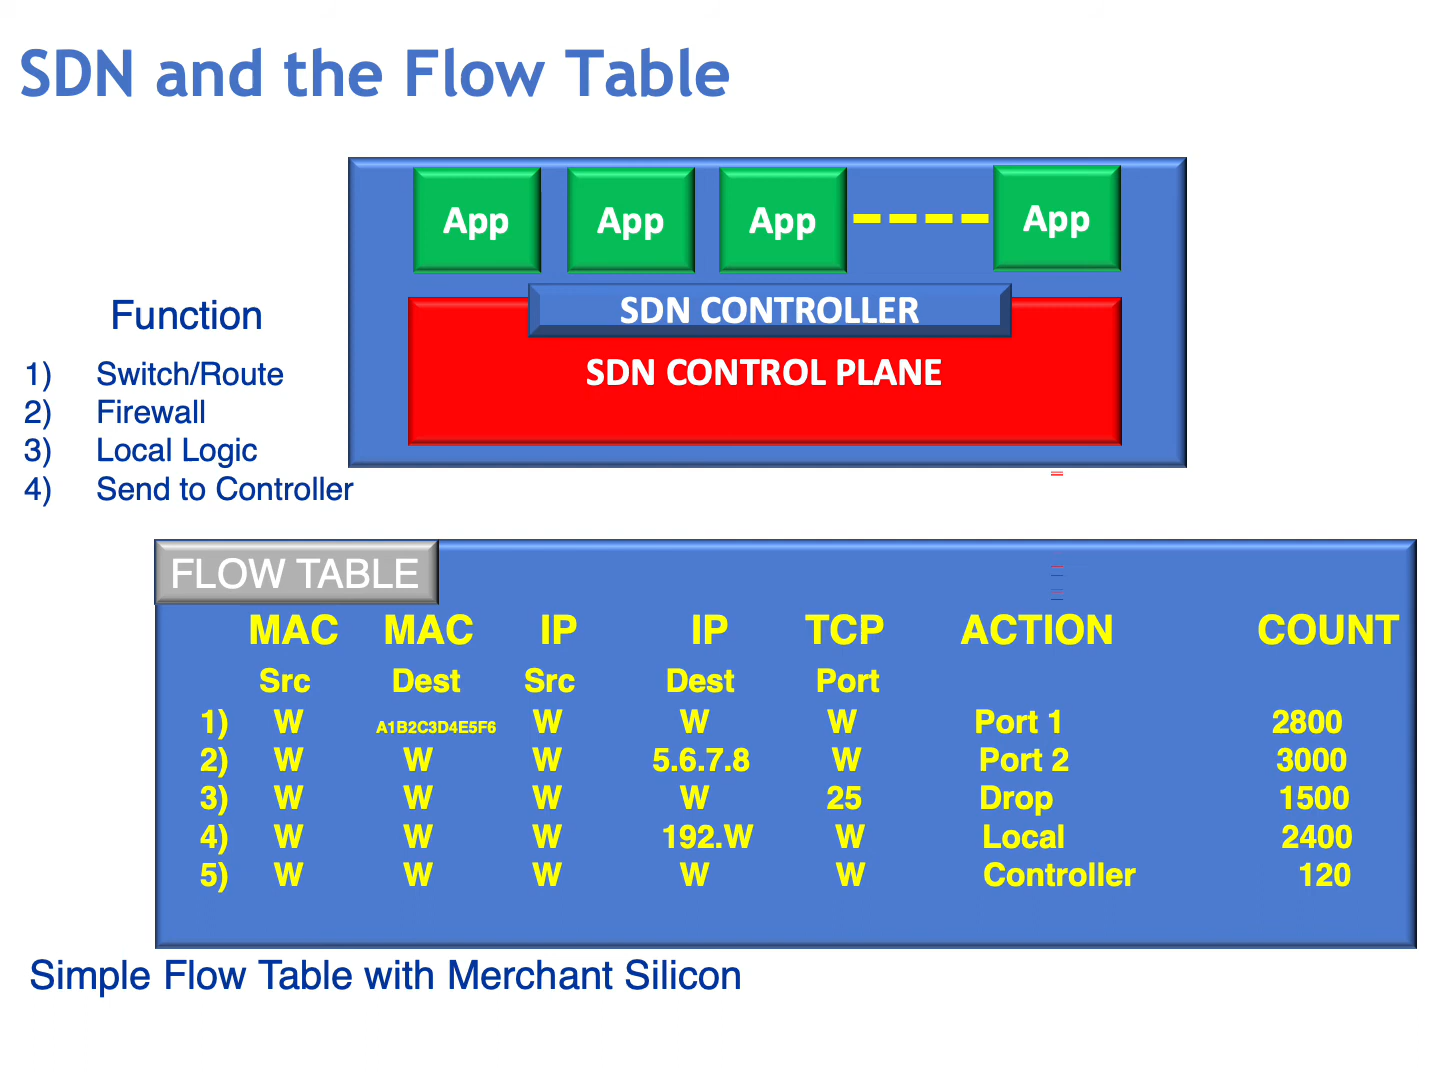 SDN and the Flow Table
App App App App
SDN CONTROLLER
SDN CONTROL PLANE
Function
1) Switch/Route
2) Firewall
3) Local Logic
4) Send to Controller
FLOW TABLE
MAC MAC IP IP TCP ACTION COUNT
Src Dest Src Dest Port
1) W A1B2C3D4E5F6 W W W Port 1 2800
2) W W W 5.6.7.8 W Port 2 3000
3) W W W W 25 Drop 1500
4) W W W 192.W W Local 2400
5) W W W W W Controller 120
Simple Flow Table with Merchant Silicon